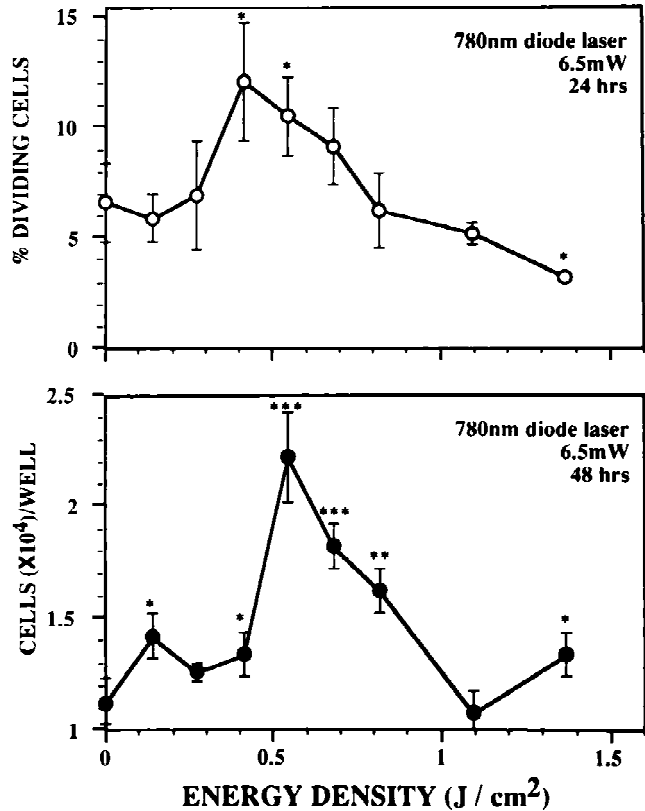 15
10
5
0
% DIVIDING CELLS
*
*
*
780nm diode laser
6.5mW
24 hrs
2.5
2
1.5
1
CELLS (X10⁴)/WELL
*
*
***
***
**
*
780nm diode laser
6.5mW
48 hrs
0 0.5 1 1.5
ENERGY DENSITY (J / cm²)